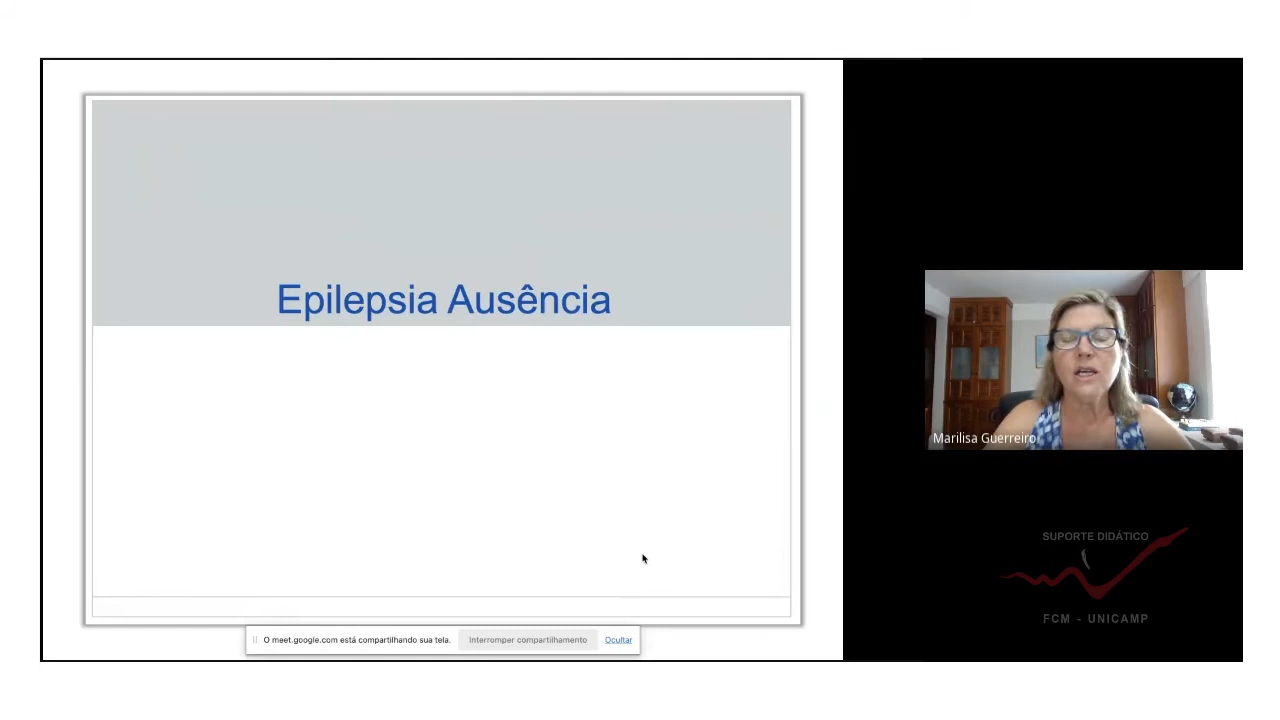 Epilepsia Ausência
Marilisa Guerreiro
SUPORTE DIDÁTICO
FCM - UNICAMP
O meet.google.com está compartilhando sua tela. Interromper compartilhamento Ocultar